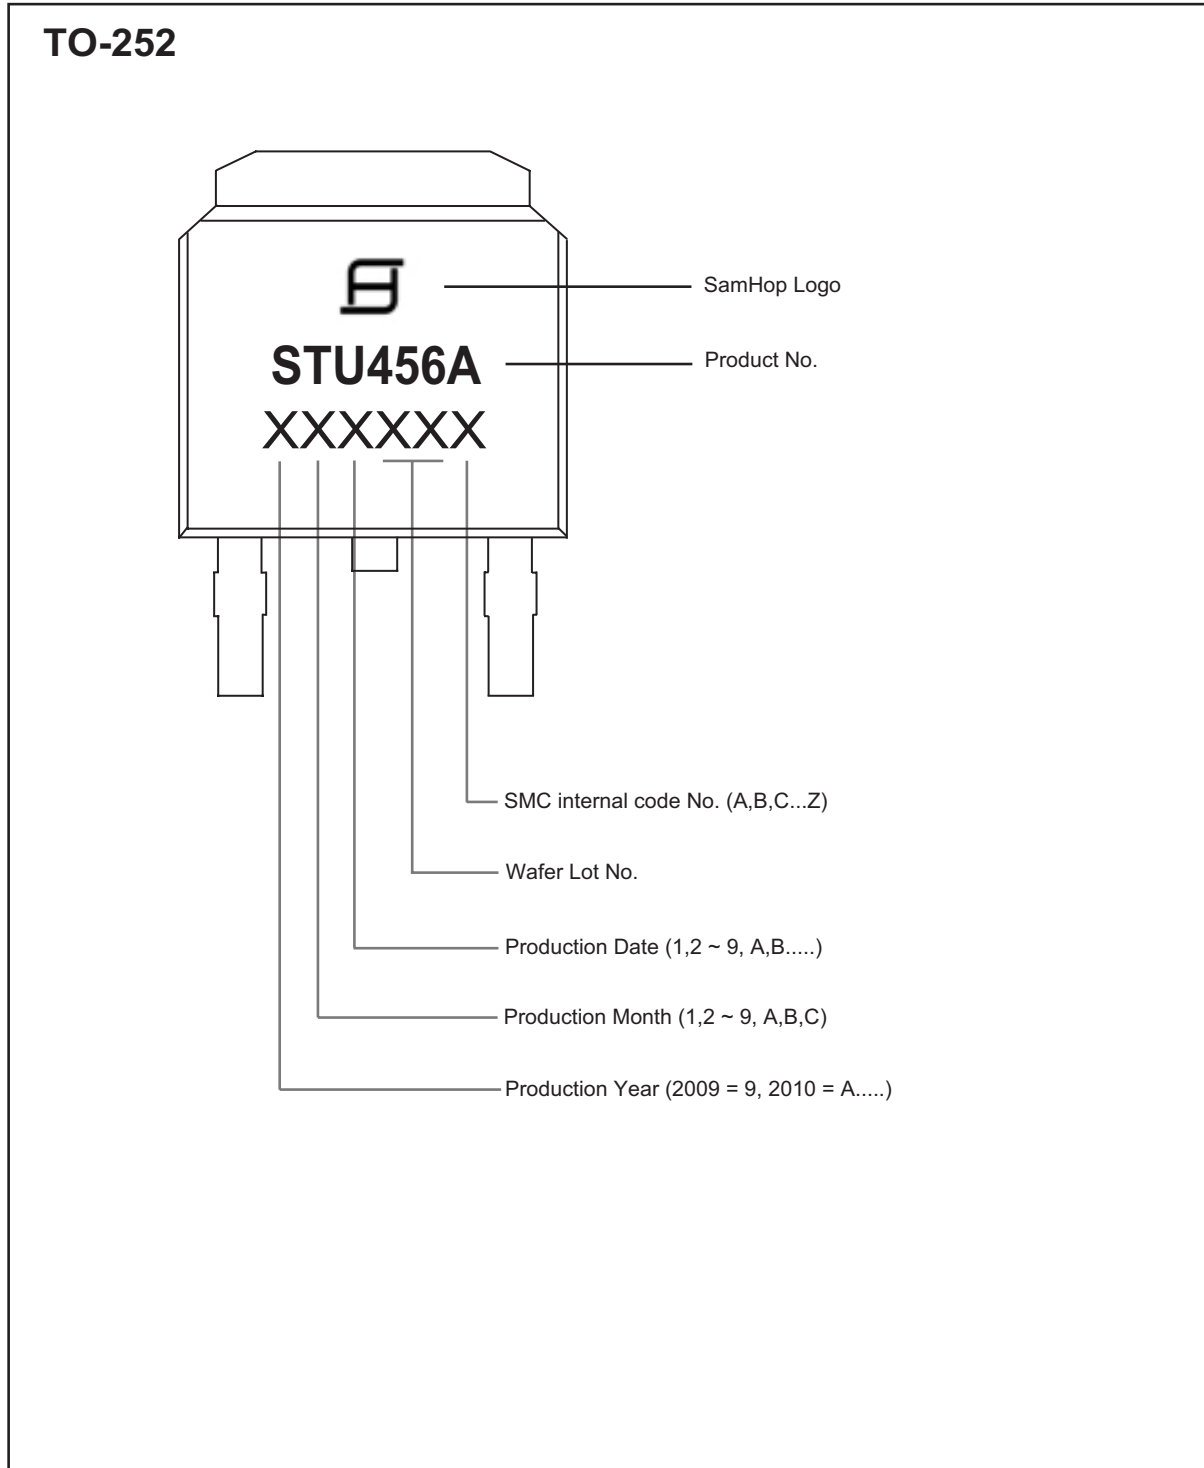 TO-252
SamHop Logo
STU456A
Product No.
XXXXXX
SMC internal code No. (A,B,C...Z)
Wafer Lot No.
Production Date (1,2 ~ 9, A,B.....)
Production Month (1,2 ~ 9, A,B,C)
Production Year (2009 = 9, 2010 = A.....)